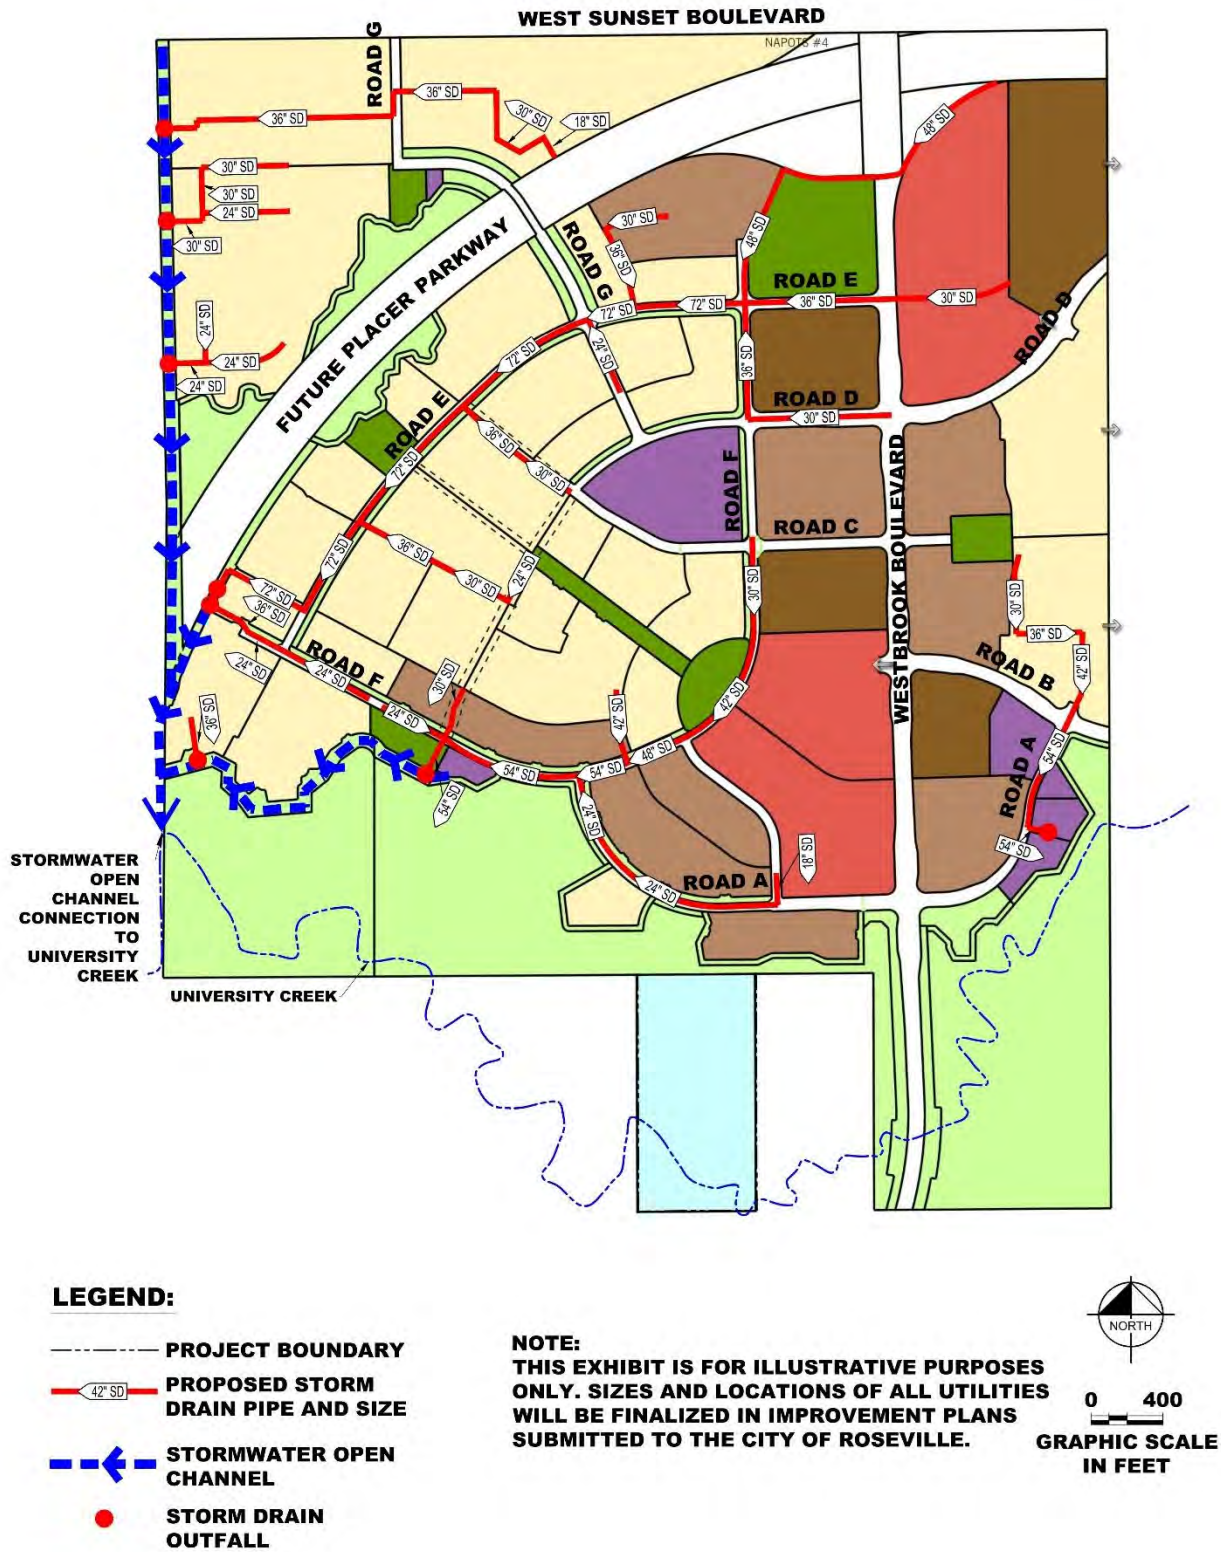 WEST SUNSET BOULEVARD
NAPOTS #4
ROAD G
36" SD
30" SD
18" SD
36" SD
48" SD
30" SD
30" SD
24" SD
30" SD
30" SD
36" SD
48" SD
ROAD G
FUTURE PLACER PARKWAY
ROAD E
72" SD
72" SD
36" SD
30" SD
ROAD D
24" SD
24" SD
24" SD
72" SD
24" SD
36" SD
ROAD D
30" SD
ROAD E
72" SD
36" SD
30" SD
ROAD F
WESTBROOK BOULEVARD
ROAD C
72" SD
36" SD
30" SD
24" SD
30" SD
30" SD
72" SD
36" SD
24" SD
ROAD F
24" SD
24" SD
30" SD
42" SD
36" SD
42" SD
ROAD B
36" SD
42" SD
48" SD
54" SD
54" SD
54" SD
ROAD A
54" SD
24" SD
24" SD
18" SD
54" SD
ROAD A
STORMWATER
OPEN
CHANNEL
CONNECTION
TO
UNIVERSITY
CREEK
UNIVERSITY CREEK
LEGEND:
PROJECT BOUNDARY
42" SD
PROPOSED STORM
DRAIN PIPE AND SIZE
STORMWATER OPEN
CHANNEL
STORM DRAIN
OUTFALL
NOTE:
THIS EXHIBIT IS FOR ILLUSTRATIVE PURPOSES
ONLY. SIZES AND LOCATIONS OF ALL UTILITIES
WILL BE FINALIZED IN IMPROVEMENT PLANS
SUBMITTED TO THE CITY OF ROSEVILLE.
NORTH
0 400
GRAPHIC SCALE
IN FEET